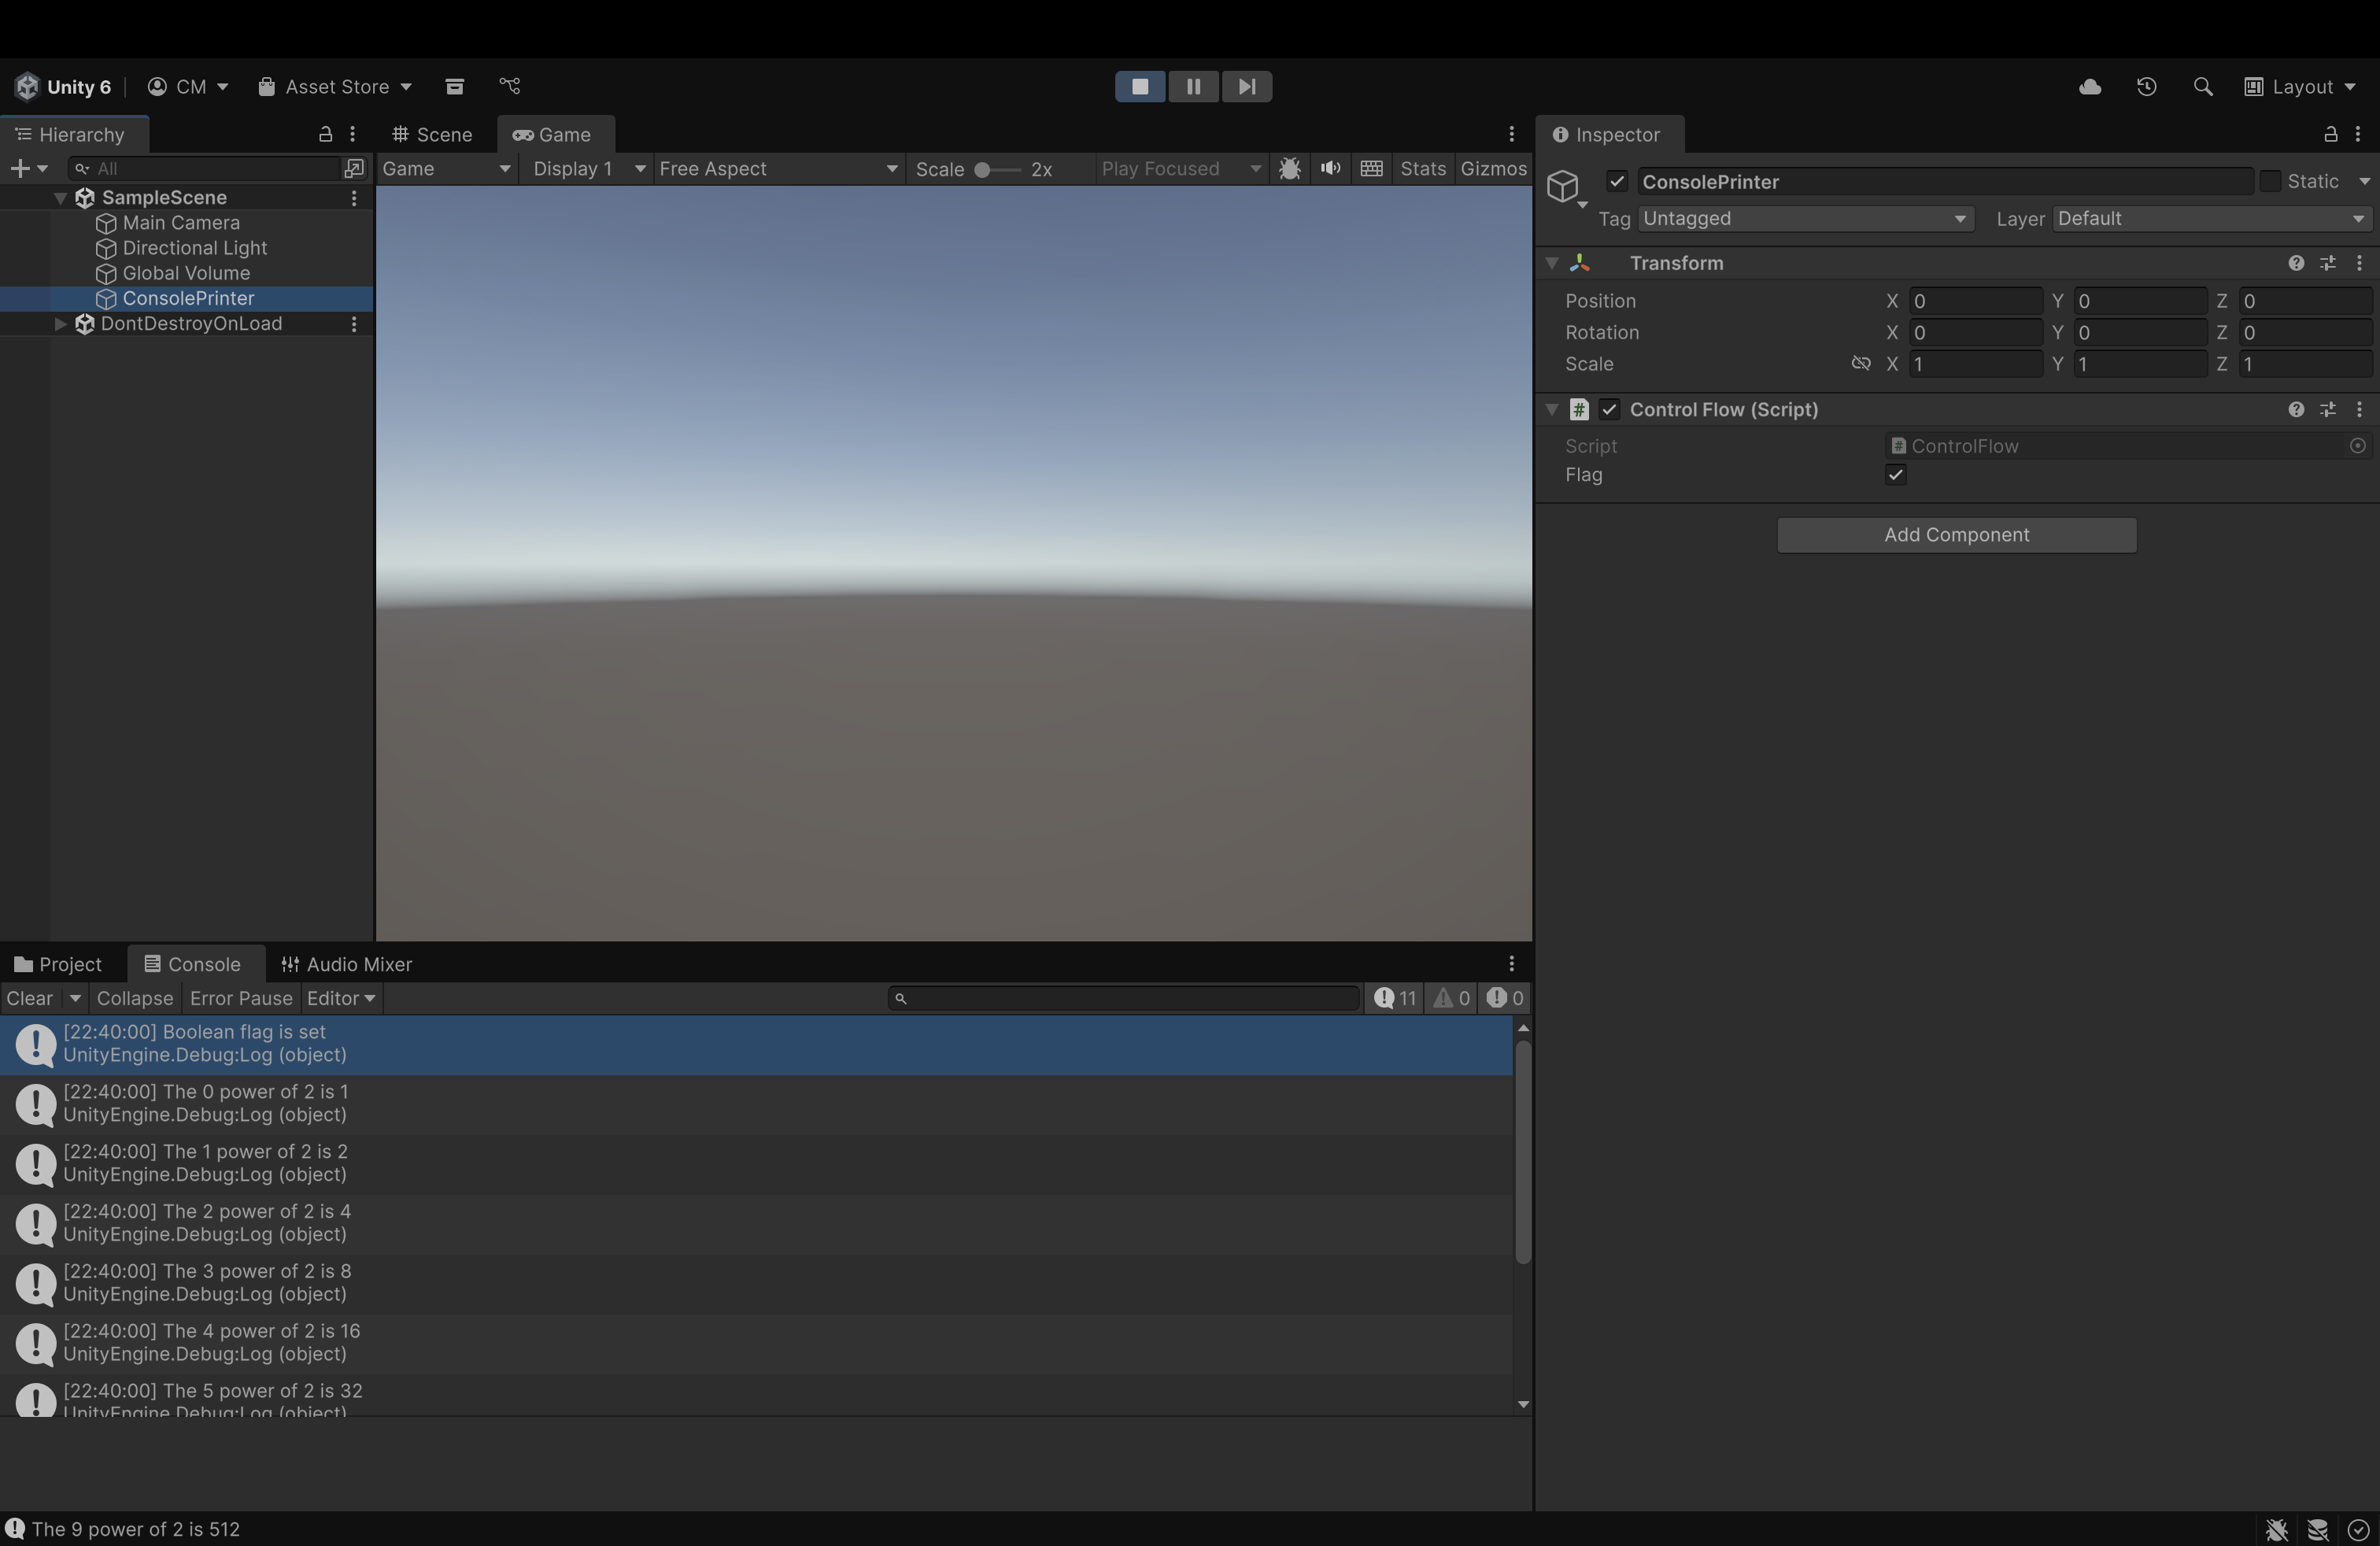 Unity 6 CM Asset Store Layout
Hierarchy
All
SampleScene
Main Camera
Directional Light
Global Volume
ConsolePrinter
DontDestroyOnLoad
Scene Game
Game Display 1 Free Aspect Scale 2x Play Focused Stats Gizmos
Inspector
ConsolePrinter Static
Tag Untagged Layer Default
Transform
Position X 0 Y 0 Z 0
Rotation X 0 Y 0 Z 0
Scale X 1 Y 1 Z 1
# Control Flow (Script)
Script # ControlFlow
Flag
Add Component
Project Console Audio Mixer
Clear Collapse Error Pause Editor 11 0 0
[22:40:00] Boolean flag is set
UnityEngine.Debug:Log (object)
[22:40:00] The 0 power of 2 is 1
UnityEngine.Debug:Log (object)
[22:40:00] The 1 power of 2 is 2
UnityEngine.Debug:Log (object)
[22:40:00] The 2 power of 2 is 4
UnityEngine.Debug:Log (object)
[22:40:00] The 3 power of 2 is 8
UnityEngine.Debug:Log (object)
[22:40:00] The 4 power of 2 is 16
UnityEngine.Debug:Log (object)
[22:40:00] The 5 power of 2 is 32
UnityEngine.Debug:Log (object)
The 9 power of 2 is 512